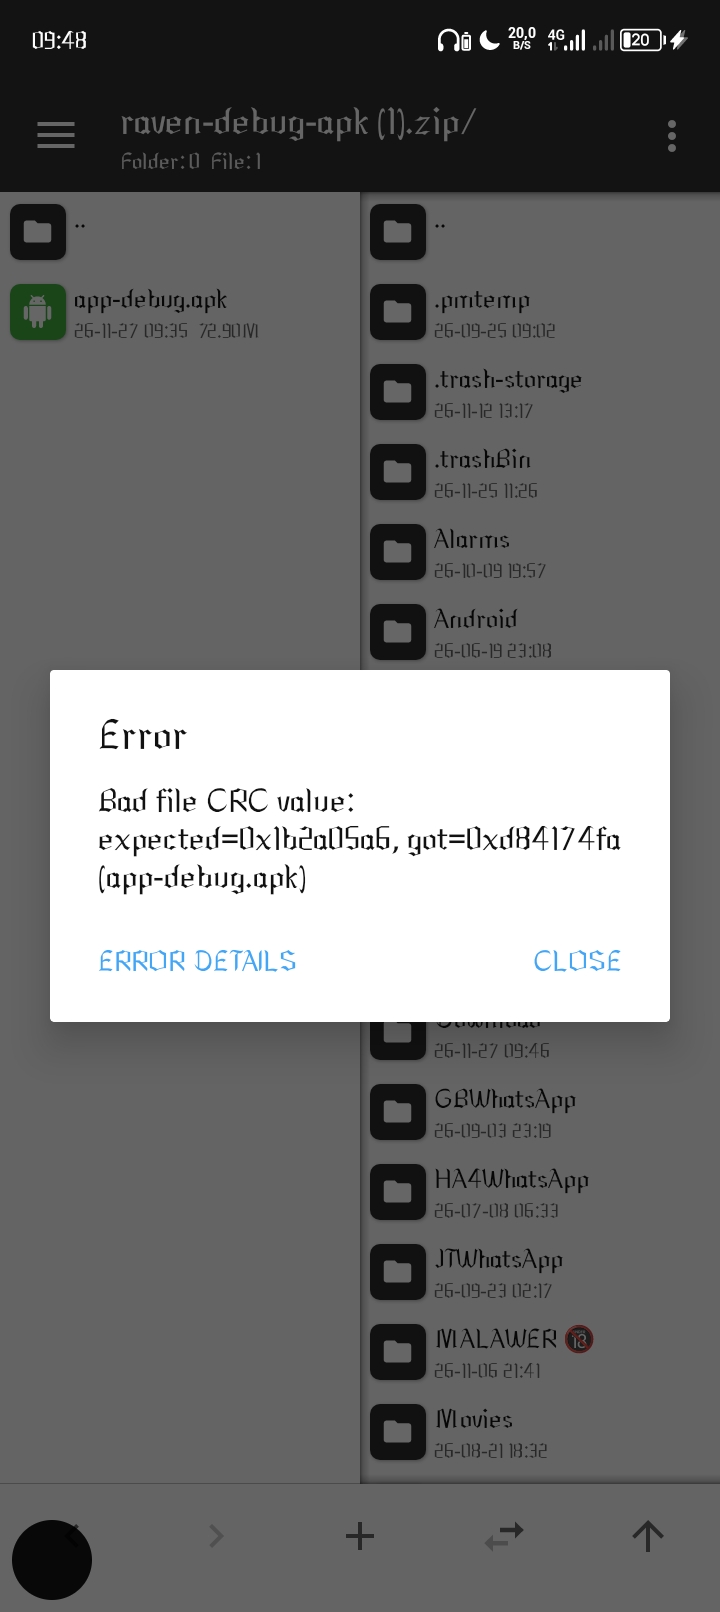 09:48
20,0
B/S
4G
20
raven-debug-apk (1).zip/
Folder:0 File:1
..
app-debug.apk
26-11-27 09:35 72.90M
..
.pmtemp
26-09-25 09:02
.trash-storage
26-11-12 13:17
.trashBin
26-11-25 11:26
Alarms
26-10-09 19:57
Android
26-06-19 23:08
Error
Bad file CRC value:
expected=0x1b2a05a6, got=0xd84174fa
(app-debug.apk)
ERROR DETAILS
CLOSE
26-11-27 09:46
GBWhatsApp
26-09-03 23:19
HA4WhatsApp
26-07-08 06:33
JTWhatsApp
26-09-23 02:17
MALAWER 🔞
26-11-06 21:41
Movies
26-08-21 18:32